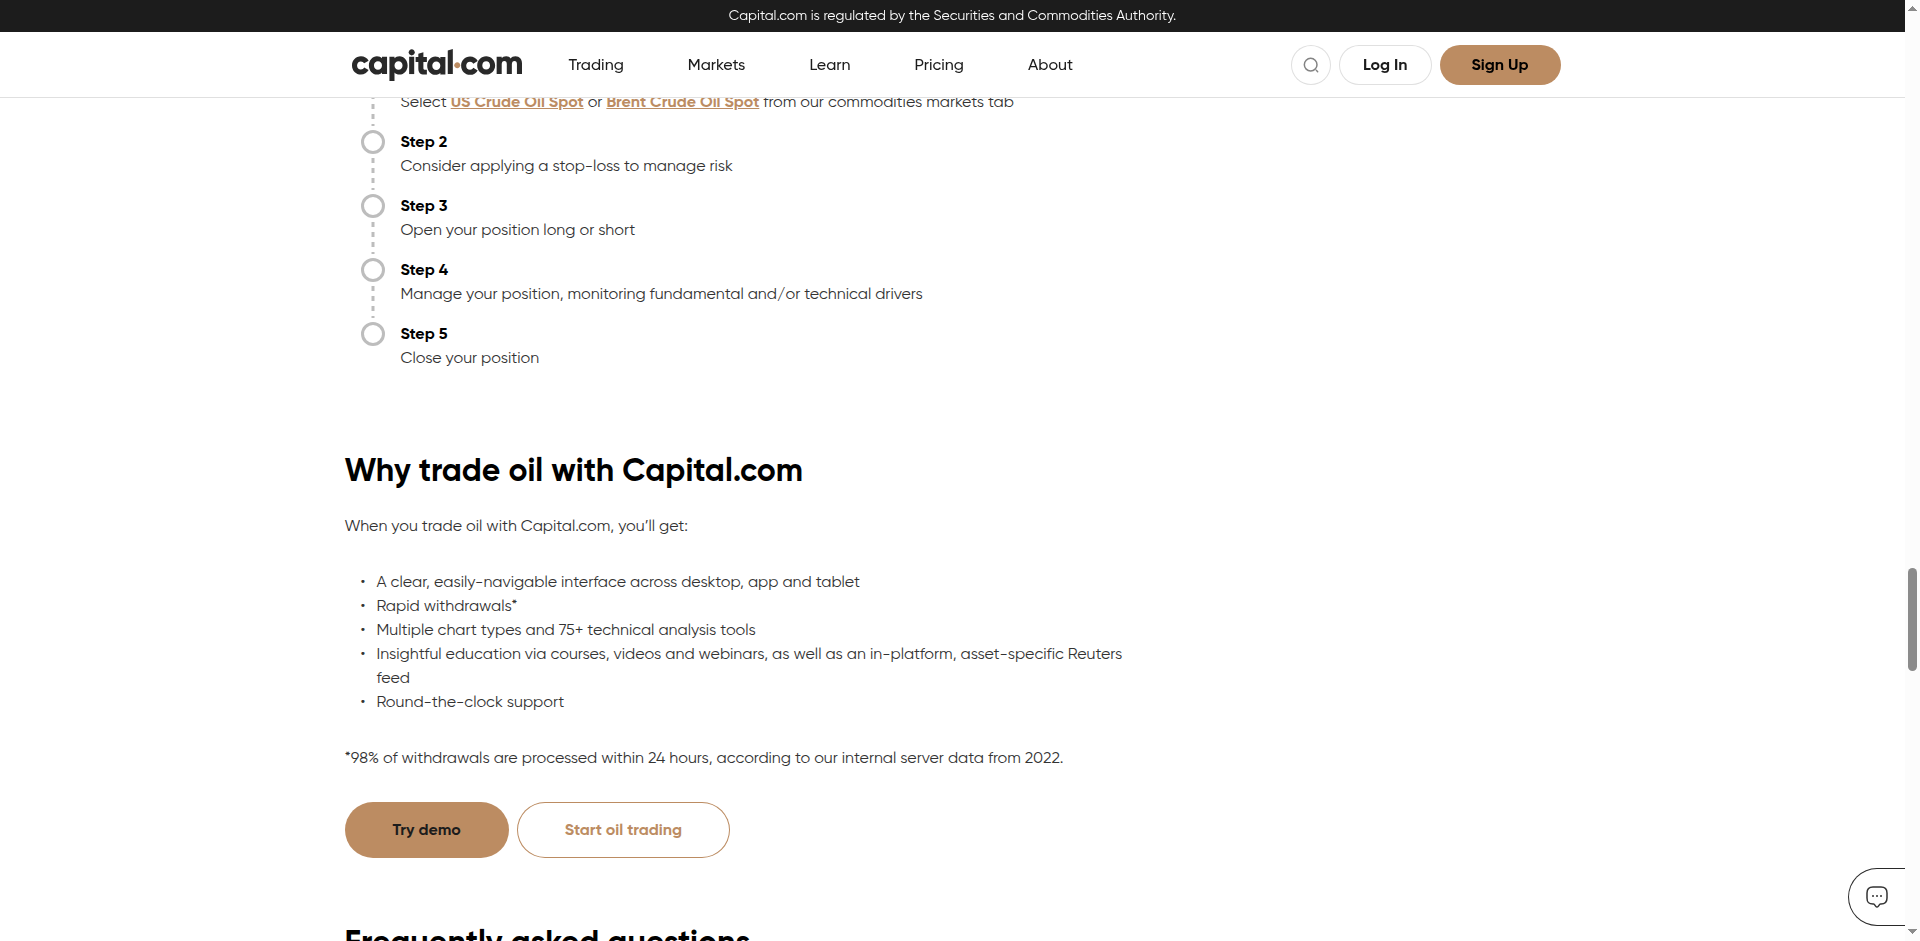 Capital.com is regulated by the Securities and Commodities Authority.
capital.com
Trading
Markets
Learn
Pricing
About
Log In
Sign Up
Select US Crude Oil Spot or Brent Crude Oil Spot from our commodities markets tab
Step 2
Consider applying a stop-loss to manage risk
Step 3
Open your position long or short
Step 4
Manage your position, monitoring fundamental and/or technical drivers
Step 5
Close your position
Why trade oil with Capital.com
When you trade oil with Capital.com, you’ll get:
• A clear, easily-navigable interface across desktop, app and tablet
• Rapid withdrawals*
• Multiple chart types and 75+ technical analysis tools
• Insightful education via courses, videos and webinars, as well as an in-platform, asset-specific Reuters
feed
• Round-the-clock support
*98% of withdrawals are processed within 24 hours, according to our internal server data from 2022.
Try demo
Start oil trading
Frequently asked questions